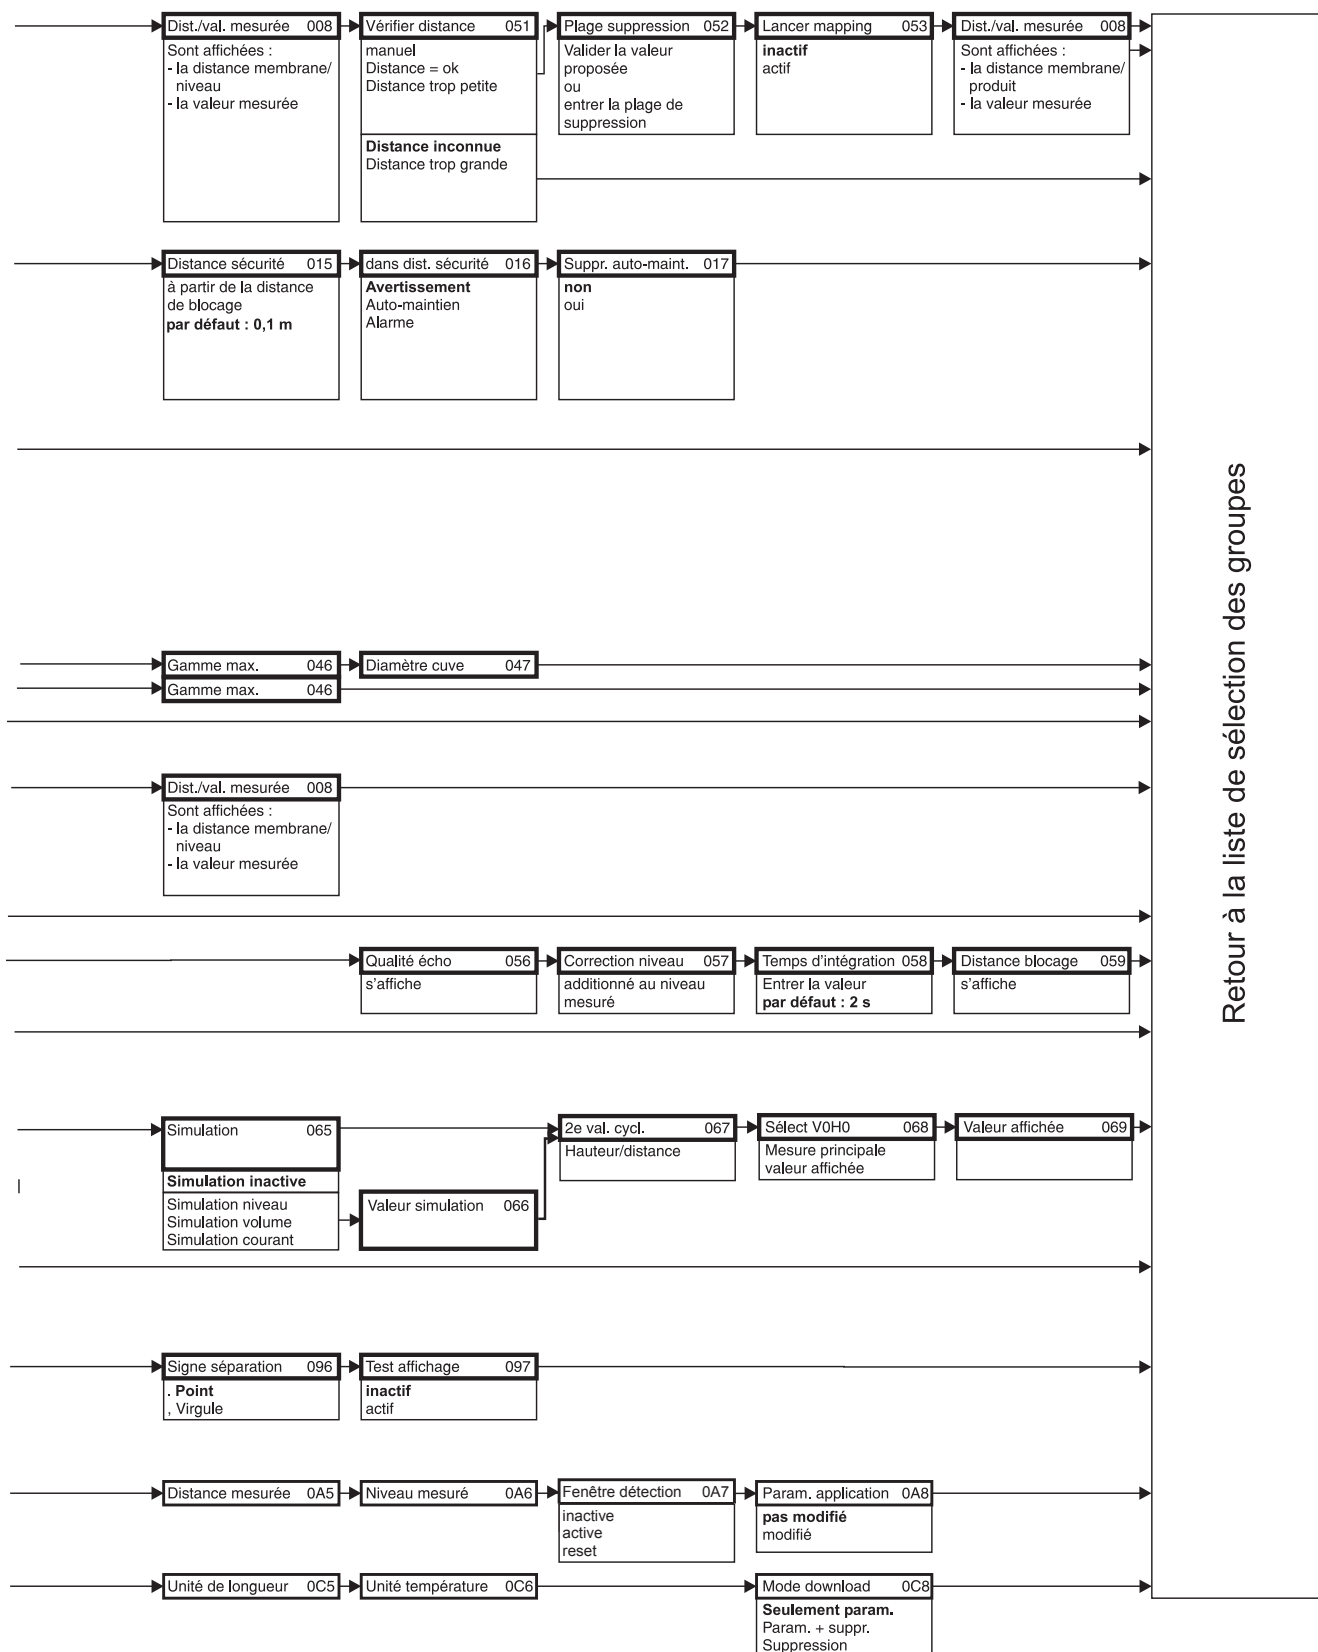 Dist./val. mesurée 008
Sont affichées :
- la distance membrane/
niveau
- la valeur mesurée
Vérifier distance 051
manuel
Distance = ok
Distance trop petite
Distance inconnue
Distance trop grande
Plage suppression 052
Valider la valeur
proposée
ou
entrer la plage de
suppression
Lancer mapping 053
inactif
actif
Dist./val. mesurée 008
Sont affichées :
- la distance membrane/
produit
- la valeur mesurée
Distance sécurité 015
à partir de la distance
de blocage
par défaut : 0,1 m
dans dist. sécurité 016
Avertissement
Auto-maintien
Alarme
Suppr. auto-maint. 017
non
oui
Gamme max. 046
Diamètre cuve 047
Gamme max. 046
Dist./val. mesurée 008
Sont affichées :
- la distance membrane/
niveau
- la valeur mesurée
Qualité écho 056
s'affiche
Correction niveau 057
additionné au niveau
mesuré
Temps d'intégration 058
Entrer la valeur
par défaut : 2 s
Distance blocage 059
s'affiche
Simulation 065
Simulation inactive
Simulation niveau
Simulation volume
Simulation courant
Valeur simulation 066
2e val. cycl. 067
Hauteur/distance
Sélect V0H0 068
Mesure principale
valeur affichée
Valeur affichée 069
Signe séparation 096
. Point
, Virgule
Test affichage 097
inactif
actif
Distance mesurée 0A5
Niveau mesuré 0A6
Fenêtre détection 0A7
inactive
active
reset
Param. application 0A8
pas modifié
modifié
Unité de longueur 0C5
Unité température 0C6
Mode download 0C8
Seulement param.
Param. + suppr.
Suppression
Retour à la liste de sélection des groupes